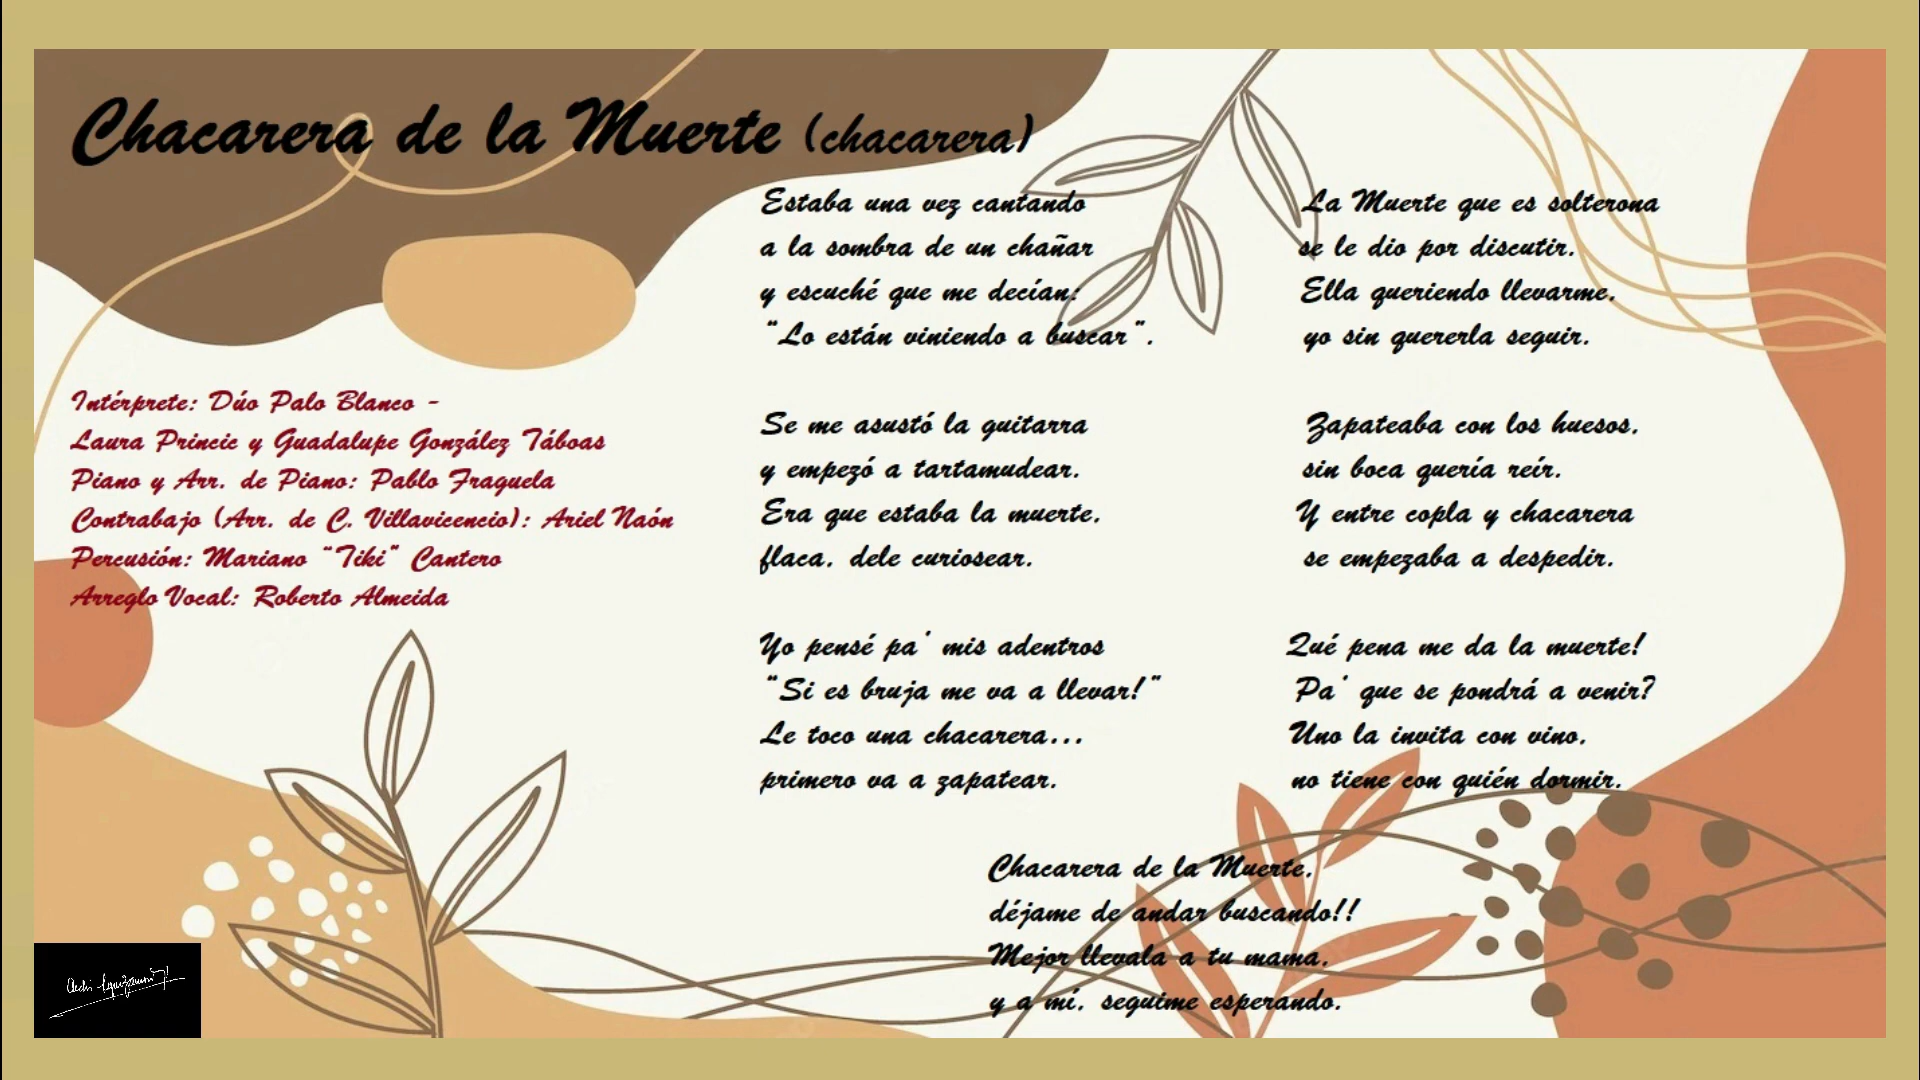 Chacarera de la Muerte (chacarera)
Intérprete: Dúo Palo Blanco -
Laura Princic y Guadalupe González Táboas
Piano y Arr. de Piano: Pablo Fraguela
Contrabajo (Arr. de C. Villavicencio): Ariel Naón
Percusión: Mariano "Tiki" Cantero
Arreglo Vocal: Roberto Almeida
Estaba una vez cantando
a la sombra de un chañar
y escuché que me decían:
"Lo están viniendo a buscar".
Se me asustó la guitarra
y empezó a tartamudear.
Era que estaba la muerte,
flaca, dele curiosear.
Yo pensé pa' mis adentros
"Si es bruja me va a llevar!"
Le toco una chacarera...
primero va a zapatear.
La Muerte que es solterona
se le dio por discutir.
Ella queriendo llevarme,
yo sin quererla seguir.
Zapateaba con los huesos,
sin boca quería reír.
Y entre copla y chacarera
se empezaba a despedir.
Qué pena me da la muerte!
Pa' que se pondrá a venir?
Uno la invita con vino,
no tiene con quién dormir.
Chacarera de la Muerte,
déjame de andar buscando!!
Mejor llevala a tu mama,
y a mí, seguime esperando.